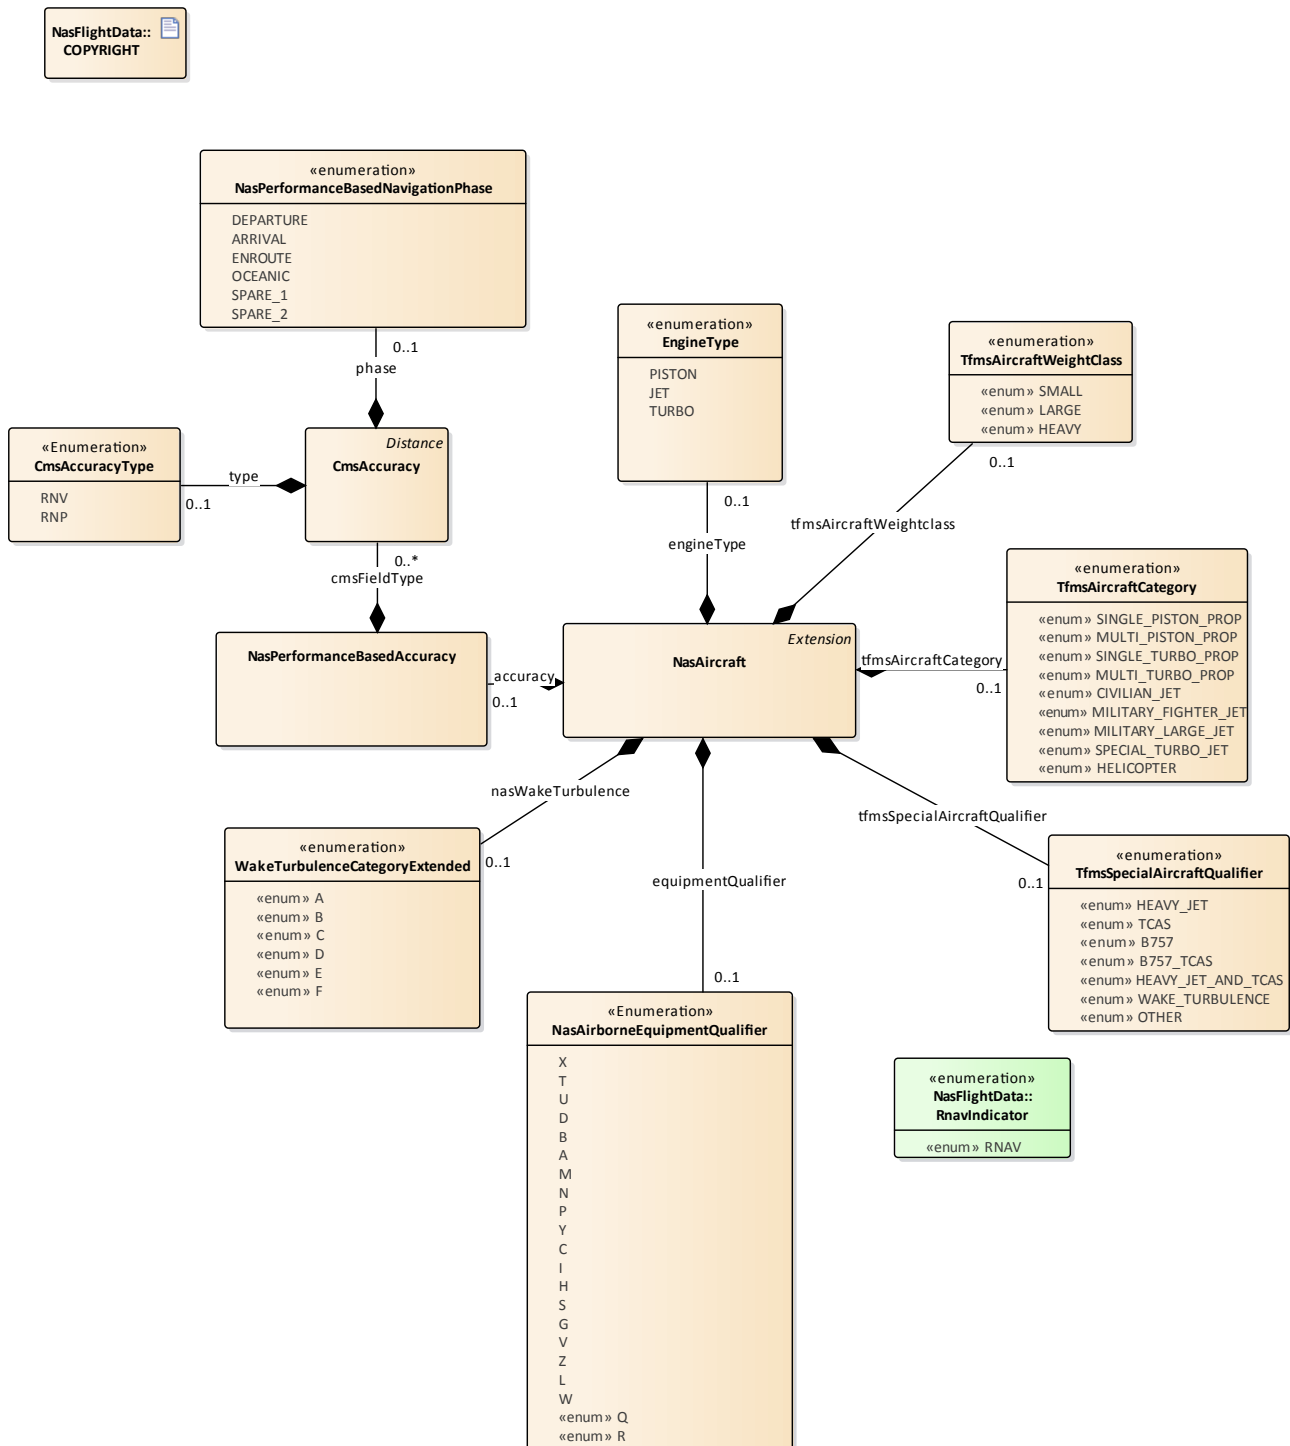 NasFlightData::
COPYRIGHT
«enumeration»
NasPerformanceBasedNavigationPhase
DEPARTURE
ARRIVAL
ENROUTE
OCEANIC
SPARE_1
SPARE_2
0..1
phase
«Enumeration»
CmsAccuracyType
RNV
RNP
type
0..1
Distance
CmsAccuracy
0..*
cmsFieldType
NasPerformanceBasedAccuracy
accuracy
0..1
«enumeration»
EngineType
PISTON
JET
TURBO
0..1
engineType
«enumeration»
TfmsAircraftWeightClass
«enum» SMALL
«enum» LARGE
«enum» HEAVY
0..1
tfmsAircraftWeightclass
Extension
NasAircraft
tfmsAircraftCategory
0..1
«enumeration»
TfmsAircraftCategory
«enum» SINGLE_PISTON_PROP
«enum» MULTI_PISTON_PROP
«enum» SINGLE_TURBO_PROP
«enum» MULTI_TURBO_PROP
«enum» CIVILIAN_JET
«enum» MILITARY_FIGHTER_JET
«enum» MILITARY_LARGE_JET
«enum» SPECIAL_TURBO_JET
«enum» HELICOPTER
nasWakeTurbulence
0..1
«enumeration»
WakeTurbulenceCategoryExtended
«enum» A
«enum» B
«enum» C
«enum» D
«enum» E
«enum» F
equipmentQualifier
0..1
tfmsSpecialAircraftQualifier
0..1
«enumeration»
TfmsSpecialAircraftQualifier
«enum» HEAVY_JET
«enum» TCAS
«enum» B757
«enum» B757_TCAS
«enum» HEAVY_JET_AND_TCAS
«enum» WAKE_TURBULENCE
«enum» OTHER
«Enumeration»
NasAirborneEquipmentQualifier
X
T
U
D
B
A
M
N
P
Y
C
I
H
S
G
V
Z
L
W
«enum» Q
«enum» R
«enumeration»
NasFlightData::
RnavIndicator
«enum» RNAV